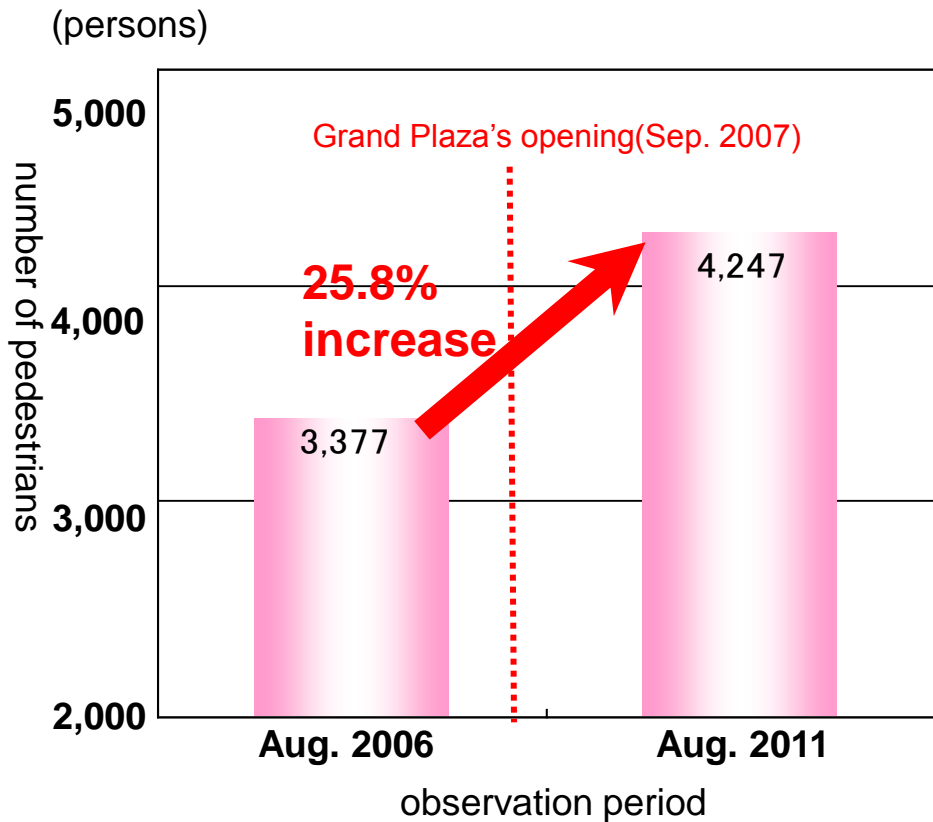 (persons)
5,000
Grand Plaza’s opening(Sep. 2007)
4,247
25.8%
increase
4,000
number of pedestrians
3,377
3,000
2,000
Aug. 2006
Aug. 2011
observation period